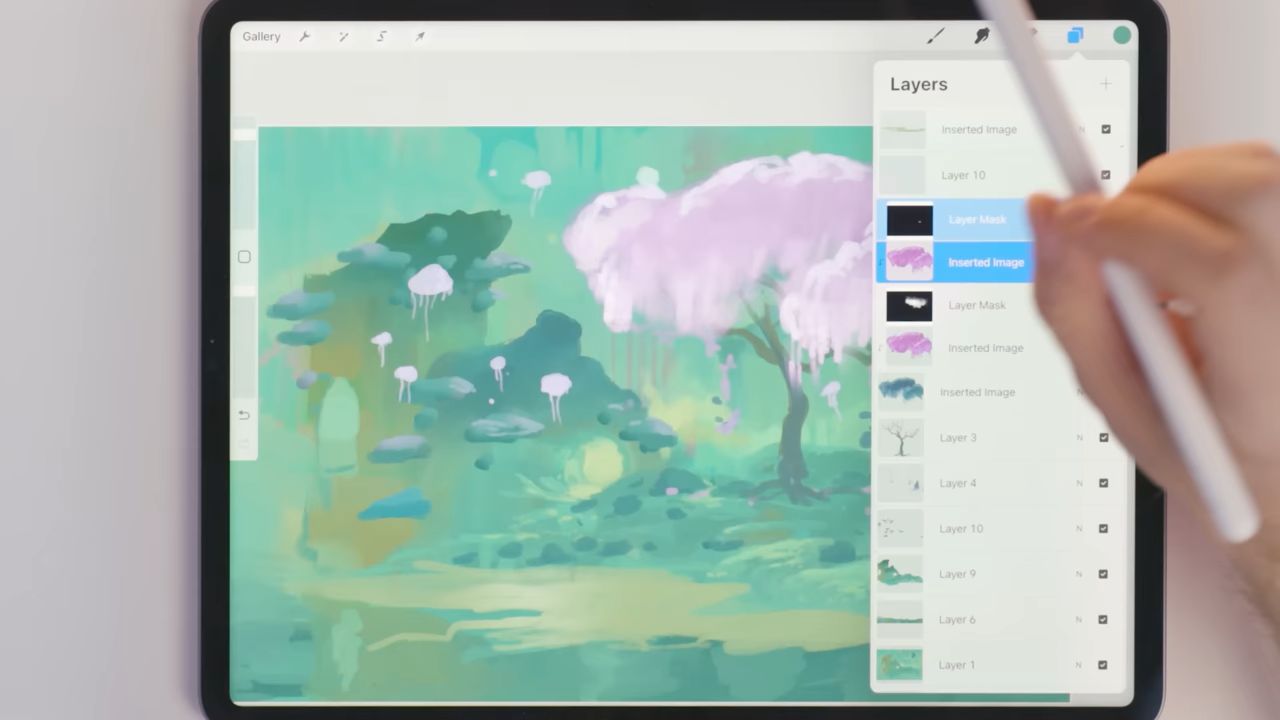 Gallery
Layers
Inserted Image N
Layer 10
Layer Mask
Inserted Image
Layer Mask
Inserted Image
Inserted Image N
Layer 3 N
Layer 4 N
Layer 10 N
Layer 9 N
Layer 6 N
Layer 1 N